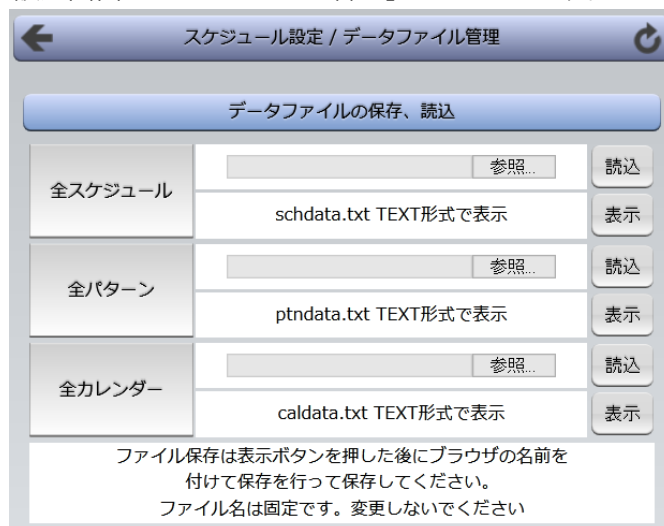 スケジュール設定 / データファイル管理
データファイルの保存、読込
全スケジュール
参照...
読込
schdata.txt TEXT形式で表示
表示
全パターン
参照...
読込
ptndata.txt TEXT形式で表示
表示
全カレンダー
参照...
読込
caldata.txt TEXT形式で表示
表示
ファイル保存は表示ボタンを押した後にブラウザの名前を
付けて保存を行って保存してください。
ファイル名は固定です。変更しないでください